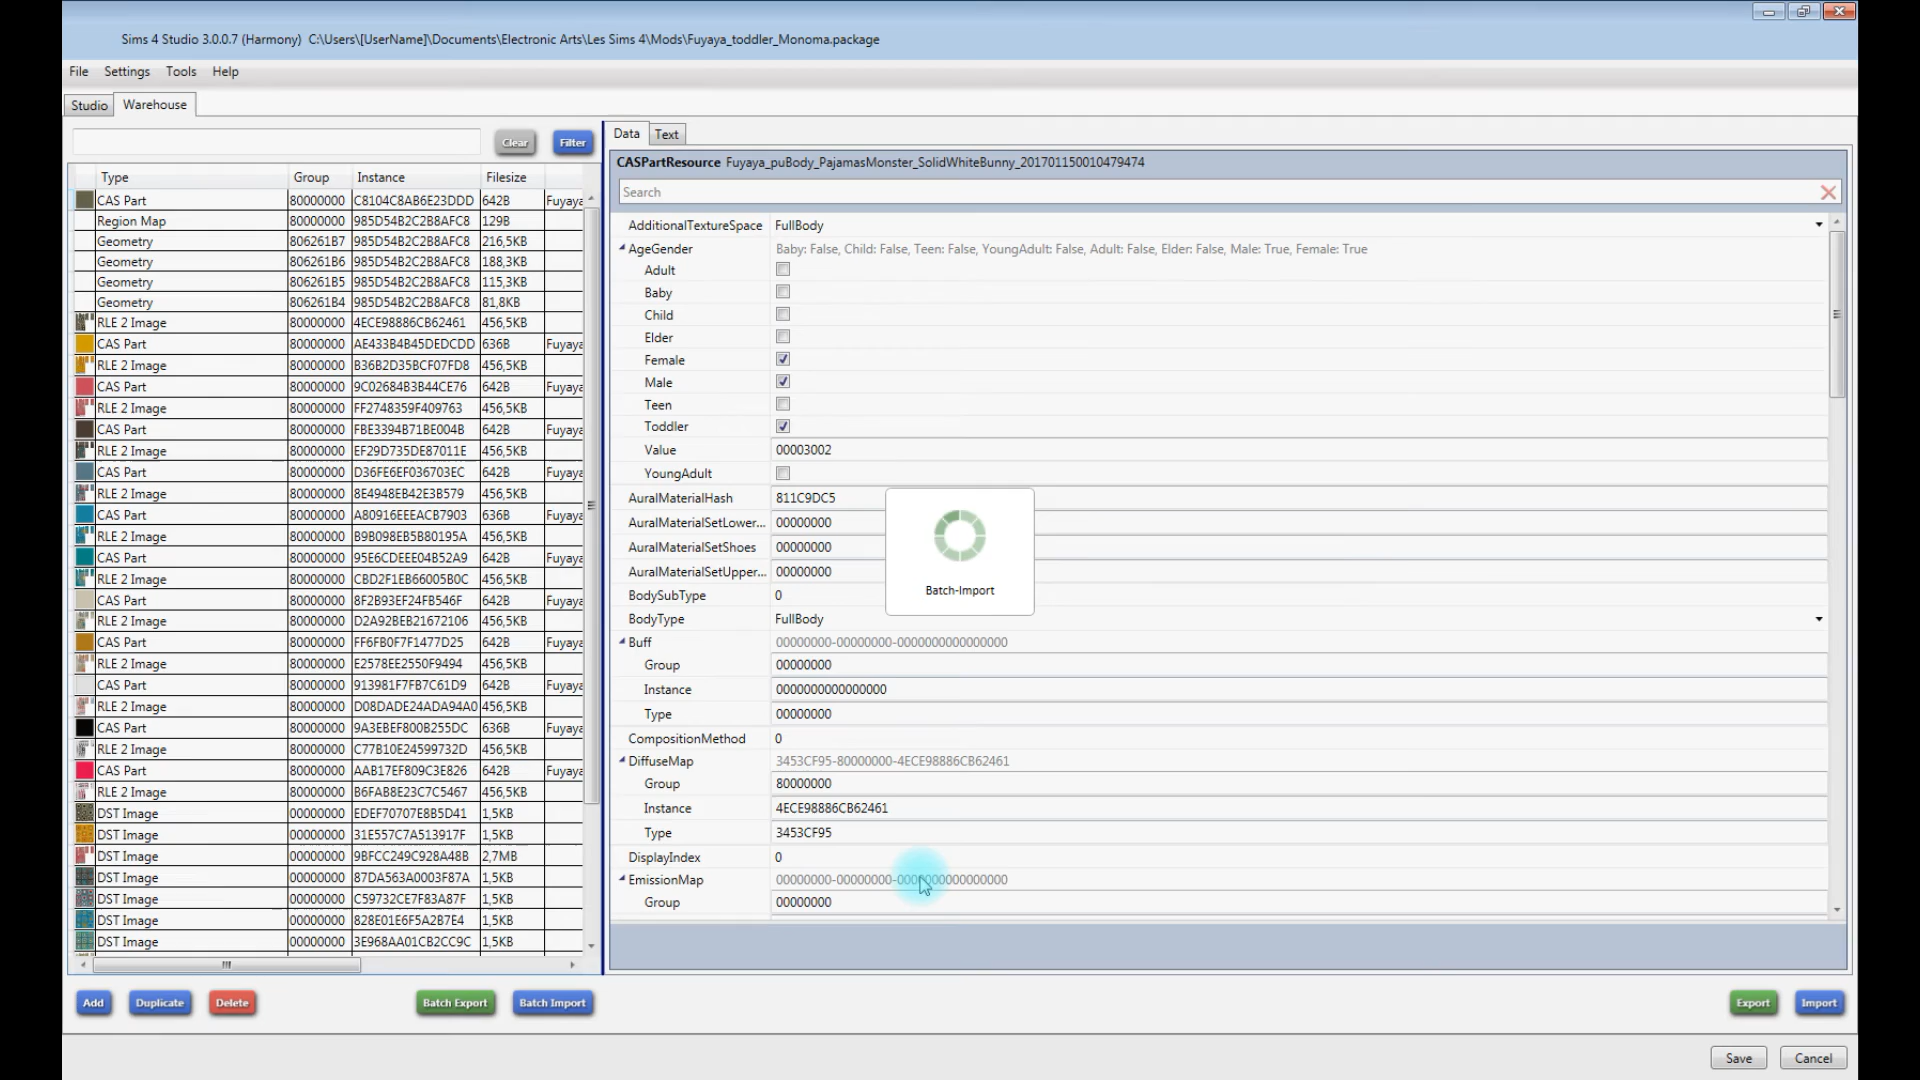 Sims 4 Studio 3.0.0.7 (Harmony) C:\Users\[UserName]\Documents\Electronic Arts\Les Sims 4\Mods\Fuyaya_toddler_Monoma.package
File Settings Tools Help
Studio Warehouse
Clear Filter
Type Group Instance Filesize
CAS Part 80000000 C8104C8AB6E23DDD 642B Fuyaya
Region Map 80000000 985D54B2C2B8AFC8 129B
Geometry 806261B7 985D54B2C2B8AFC8 216,5KB
Geometry 806261B6 985D54B2C2B8AFC8 188,3KB
Geometry 806261B5 985D54B2C2B8AFC8 115,3KB
Geometry 806261B4 985D54B2C2B8AFC8 81,8KB
RLE 2 Image 80000000 4ECE98886CB62461 456,5KB
CAS Part 80000000 AE433B4B45DEDCDD 636B Fuyaya
RLE 2 Image 80000000 B36B2D35BCF07FD8 456,5KB
CAS Part 80000000 9C02684B3B44CE76 642B Fuyaya
RLE 2 Image 80000000 FF2748359F409763 456,5KB
CAS Part 80000000 FBE3394B71BE004B 642B Fuyaya
RLE 2 Image 80000000 EF29D735DE87011E 456,5KB
CAS Part 80000000 D36FE6EF036703EC 642B Fuyaya
RLE 2 Image 80000000 8E4948EB42E3B579 456,5KB
CAS Part 80000000 A80916EEEACB7903 636B Fuyaya
RLE 2 Image 80000000 B9B098EB5B80195A 456,5KB
CAS Part 80000000 95E6CDEEE04B52A9 642B Fuyaya
RLE 2 Image 80000000 CBD2F1EB66005B0C 456,5KB
CAS Part 80000000 8F2B93EF24FB546F 642B Fuyaya
RLE 2 Image 80000000 D2A92BEB21672106 456,5KB
CAS Part 80000000 FF6FB0F7F1477D25 642B Fuyaya
RLE 2 Image 80000000 E2578EE2550F9494 456,5KB
CAS Part 80000000 913981F7FB7C61D9 642B Fuyaya
RLE 2 Image 80000000 D08DADE24ADA94A0 456,5KB
CAS Part 80000000 9A3EBEF800B255DC 636B Fuyaya
RLE 2 Image 80000000 C77B10E24599732D 456,5KB
CAS Part 80000000 AAB17EF809C3E826 642B Fuyaya
RLE 2 Image 80000000 B6FAB8E23C7C5467 456,5KB
DST Image 00000000 EDEF70707E8B5D41 1,5KB
DST Image 00000000 31E557C7A513917F 1,5KB
DST Image 00000000 9BFCC249C928A48B 2,7MB
DST Image 00000000 87DA563A0003F87A 1,5KB
DST Image 00000000 C59732CE7F83A87F 1,5KB
DST Image 00000000 828E01E6F5A2B7E4 1,5KB
DST Image 00000000 3E968AA01CB2CC9C 1,5KB
Add Duplicate Delete Batch Export Batch Import
Data Text
CASPartResource Fuyaya_puBody_PajamasMonster_SolidWhiteBunny_201701150010479474
Search
AdditionalTextureSpace FullBody
AgeGender Baby: False, Child: False, Teen: False, YoungAdult: False, Adult: False, Elder: False, Male: True, Female: True
Adult
Baby
Child
Elder
Female
Male
Teen
Toddler
Value 00003002
YoungAdult
AuralMaterialHash 811C9DC5
AuralMaterialSetLower... 00000000
AuralMaterialSetShoes 00000000
AuralMaterialSetUpper... 00000000
BodySubType 0
BodyType FullBody
Buff 00000000-00000000-0000000000000000
Group 00000000
Instance 0000000000000000
Type 00000000
CompositionMethod 0
DiffuseMap 3453CF95-80000000-4ECE98886CB62461
Group 80000000
Instance 4ECE98886CB62461
Type 3453CF95
DisplayIndex 0
EmissionMap 00000000-00000000-0000000000000000
Group 00000000
Batch-Import
Export Import
Save Cancel